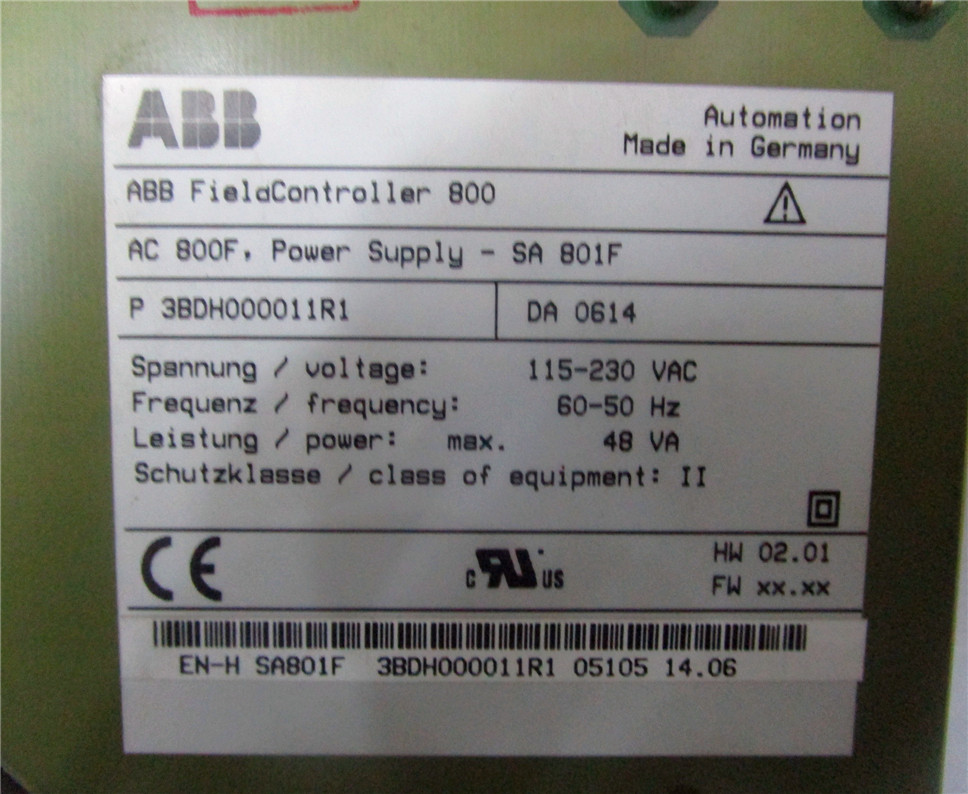 ABB
Automation
Made in Germany
ABB FieldController 800
AC 800F, Power Supply - SA 801F
P 3BDH000011R1
DA 0614
Spannung / voltage: 115-230 VAC
Frequenz / frequency: 60-50 Hz
Leistung / power: max. 48 VA
Schutzklasse / class of equipment: II
CE
c RU us
HW 02.01
FW xx.xx
EN-H SA801F 3BDH000011R1 05105 14.06